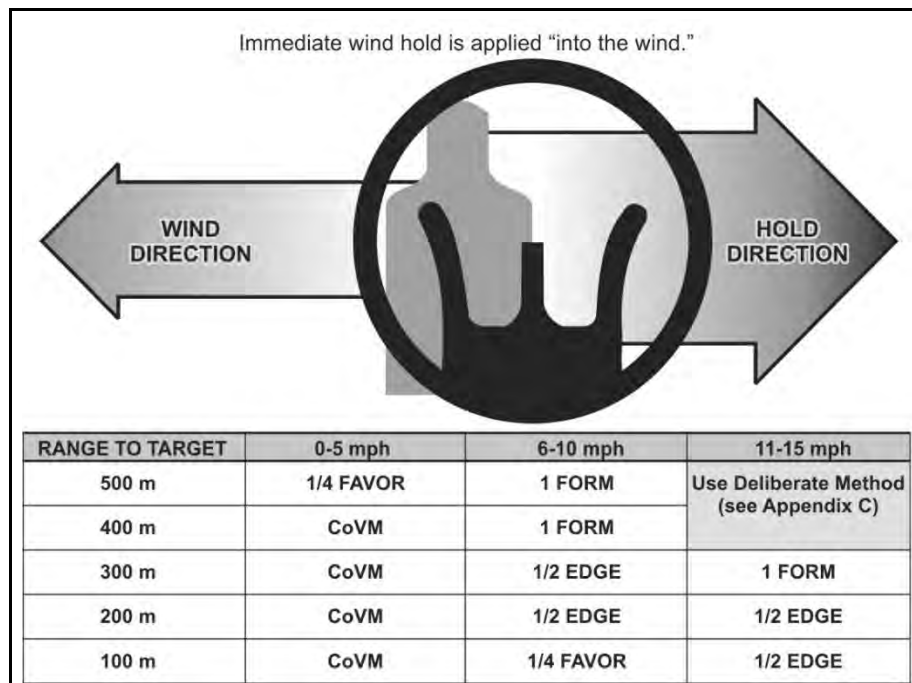 Immediate wind hold is applied “into the wind.”
WIND
DIRECTION
HOLD
DIRECTION
RANGE TO TARGET 0-5 mph 6-10 mph 11-15 mph
500 m 1/4 FAVOR 1 FORM Use Deliberate Method
(see Appendix C)
400 m CoVM 1 FORM
300 m CoVM 1/2 EDGE 1 FORM
200 m CoVM 1/2 EDGE 1/2 EDGE
100 m CoVM 1/4 FAVOR 1/2 EDGE